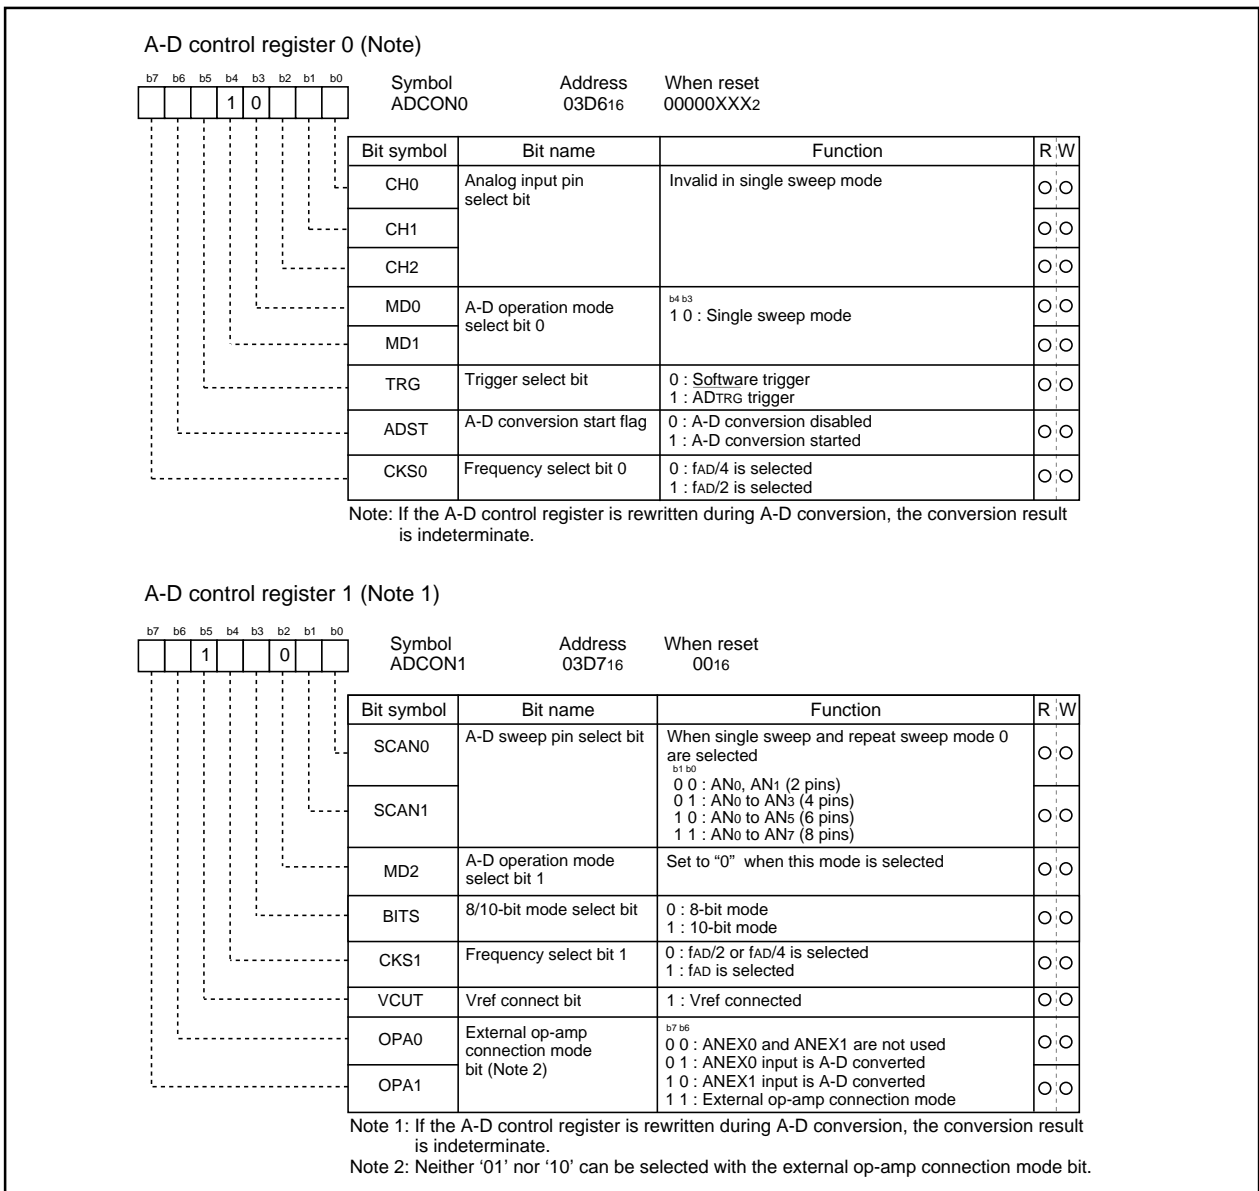 A-D control register 0 (Note)
b7 b6 b5 b4 b3 b2 b1 b0
1 0
Symbol Address When reset
ADCON0 03D616 00000XXX2
Bit symbol Bit name Function R W
CH0 Analog input pin select bit Invalid in single sweep mode
CH1
CH2
MD0 A-D operation mode select bit 0
b4 b3
1 0 : Single sweep mode
MD1
TRG Trigger select bit 0 : Software trigger
1 : ADTRG trigger
ADST A-D conversion start flag 0 : A-D conversion disabled
1 : A-D conversion started
CKS0 Frequency select bit 0 0 : fAD/4 is selected
1 : fAD/2 is selected
Note: If the A-D control register is rewritten during A-D conversion, the conversion result
is indeterminate.
A-D control register 1 (Note 1)
b7 b6 b5 b4 b3 b2 b1 b0
1 0
Symbol Address When reset
ADCON1 03D716 0016
Bit symbol Bit name Function R W
SCAN0 A-D sweep pin select bit When single sweep and repeat sweep mode 0
are selected
b1 b0
0 0 : AN0, AN1 (2 pins)
0 1 : AN0 to AN3 (4 pins)
SCAN1 1 0 : AN0 to AN5 (6 pins)
1 1 : AN0 to AN7 (8 pins)
MD2 A-D operation mode select bit 1 Set to “0” when this mode is selected
BITS 8/10-bit mode select bit 0 : 8-bit mode
1 : 10-bit mode
CKS1 Frequency select bit 1 0 : fAD/2 or fAD/4 is selected
1 : fAD is selected
VCUT Vref connect bit 1 : Vref connected
OPA0 External op-amp connection mode bit (Note 2)
b7 b6
0 0 : ANEX0 and ANEX1 are not used
0 1 : ANEX0 input is A-D converted
OPA1 1 0 : ANEX1 input is A-D converted
1 1 : External op-amp connection mode
Note 1: If the A-D control register is rewritten during A-D conversion, the conversion result
is indeterminate.
Note 2: Neither ‘01’ nor ‘10’ can be selected with the external op-amp connection mode bit.